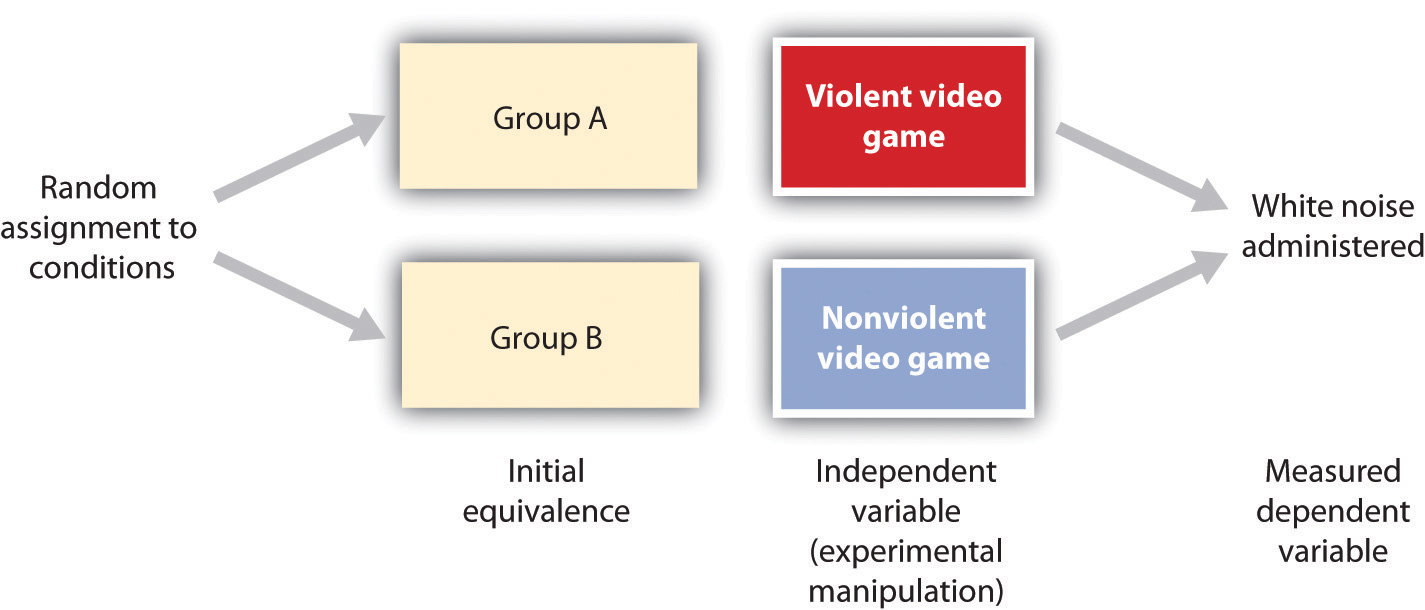 Random
assignment to
conditions
Group A
Group B
Initial
equivalence
Violent video
game
Nonviolent
video game
Independent
variable
(experimental
manipulation)
White noise
administered
Measured
dependent
variable